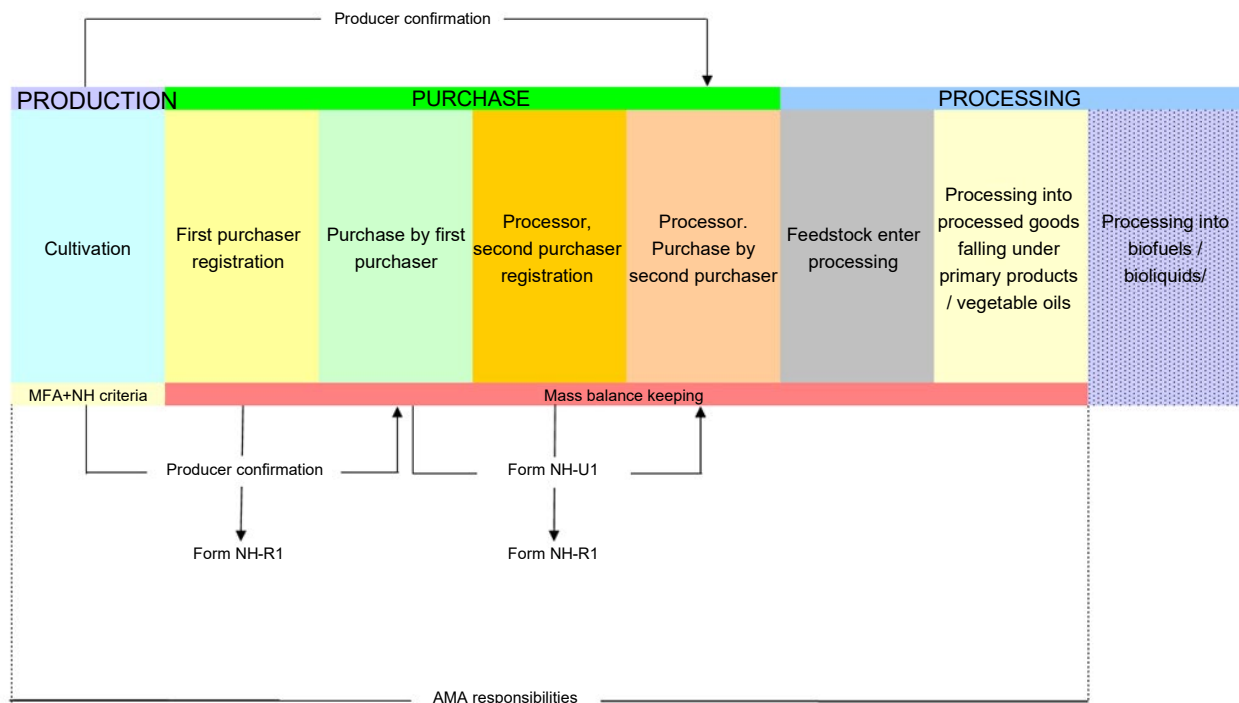 Producer confirmation
PRODUCTION
PURCHASE
PROCESSING
Cultivation
First purchaser
registration
Purchase by first
purchaser
Processor,
second purchaser
registration
Processor.
Purchase by
second purchaser
Feedstock enter
processing
Processing into
processed goods
falling under
primary products
/ vegetable oils
Processing into
biofuels /
bioliquids/
MFA+NH criteria
Mass balance keeping
Producer confirmation
Form NH-U1
Form NH-R1
Form NH-R1
AMA responsibilities